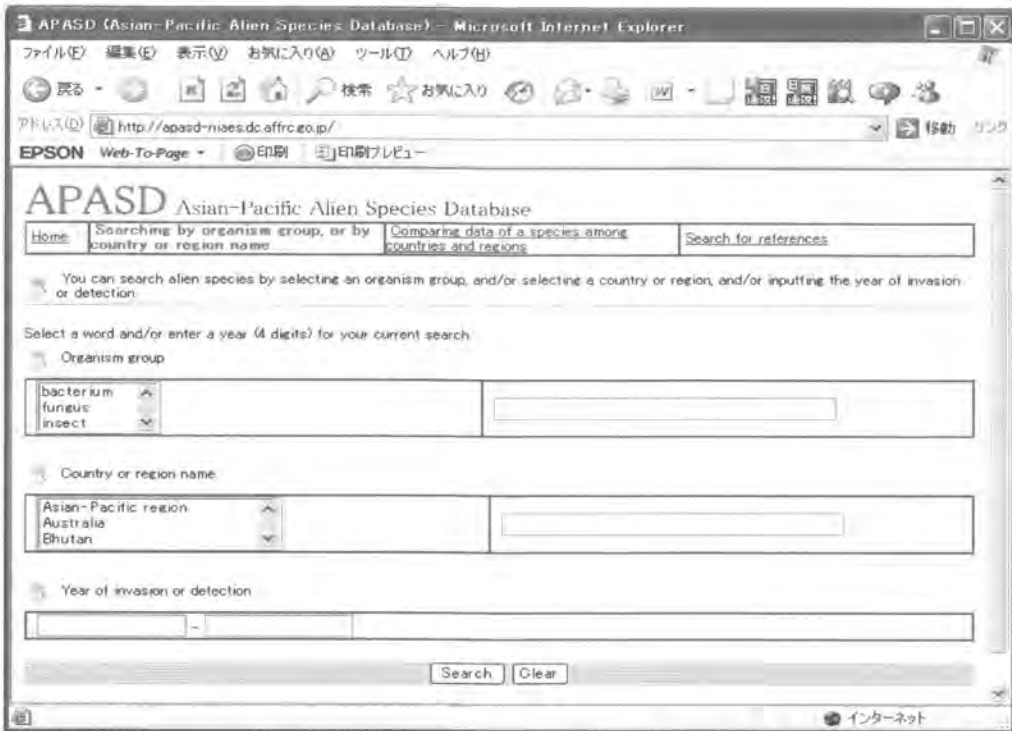 APASD (Asian-Pacific Alien Species Database) - Microsoft Internet Explorer
ファイル(F) 編集(E) 表示(V) お気に入り(A) ツール(T) ヘルプ(H)
戻る 検索 お気に入り
アドレス(D) http://apasd-niaes.dc.affrc.go.jp/ 移動 リンク
EPSON Web-To-Page 印刷 印刷プレビュー
APASD Asian-Pacific Alien Species Database
Home
Searching by organism group, or by
country or region name
Comparing data of a species among
countries and regions
Search for references
You can search alien species by selecting an organism group, and/or selecting a country or region, and/or inputting the year of invasion
or detection
Select a word and/or enter a year (4 digits) for your current search.
Organism group
bacterium
fungus
insect
Country or region name
Asian-Pacific region
Australia
Bhutan
Year of invasion or detection
-
Search Clear
インターネット